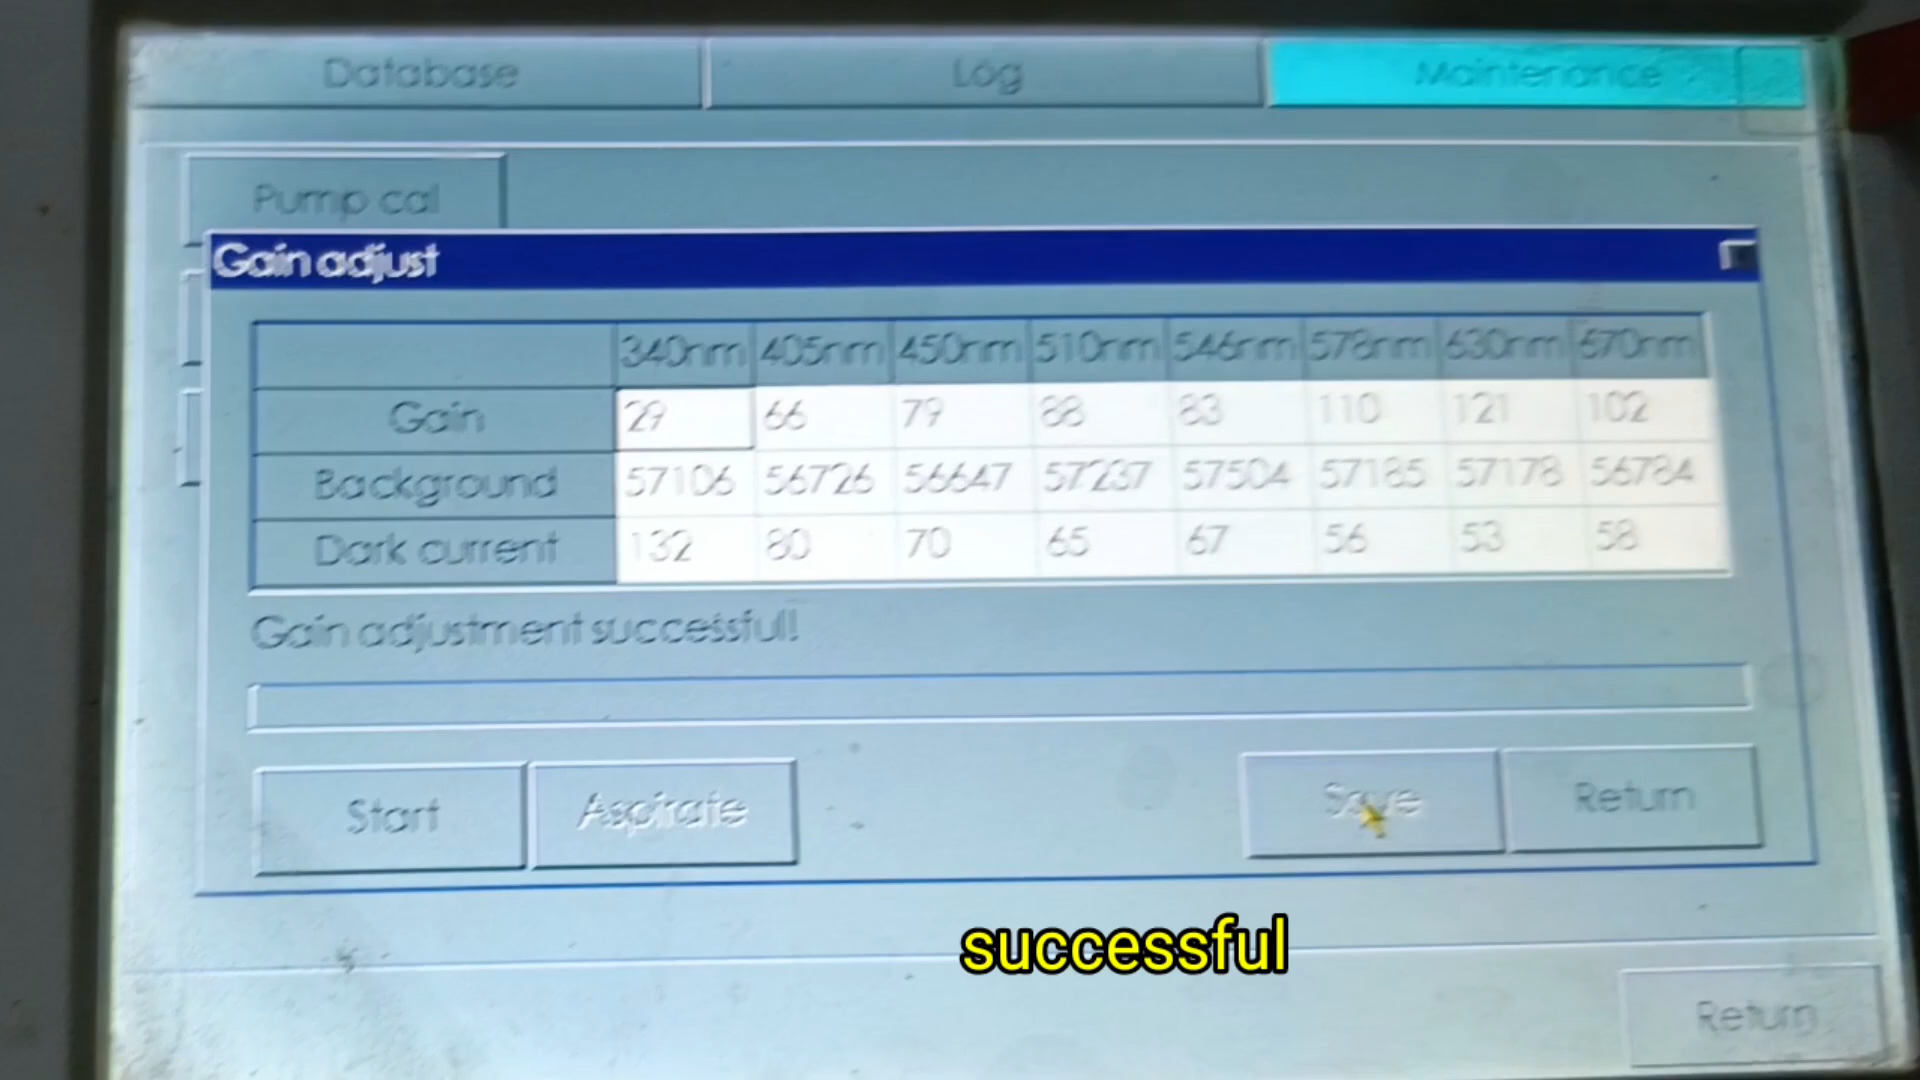 Database Log Maintenance
Pump cal
Gain adjust
340nm 405nm 450nm 510nm 546nm 578nm 630nm 670nm
Gain 29 66 79 88 83 110 121 102
Background 57106 56726 56647 57237 57504 57185 57178 56784
Dark current 132 80 70 65 67 56 53 58
Gain adjustment successful!
Start Aspirate Save Return
successful
Return